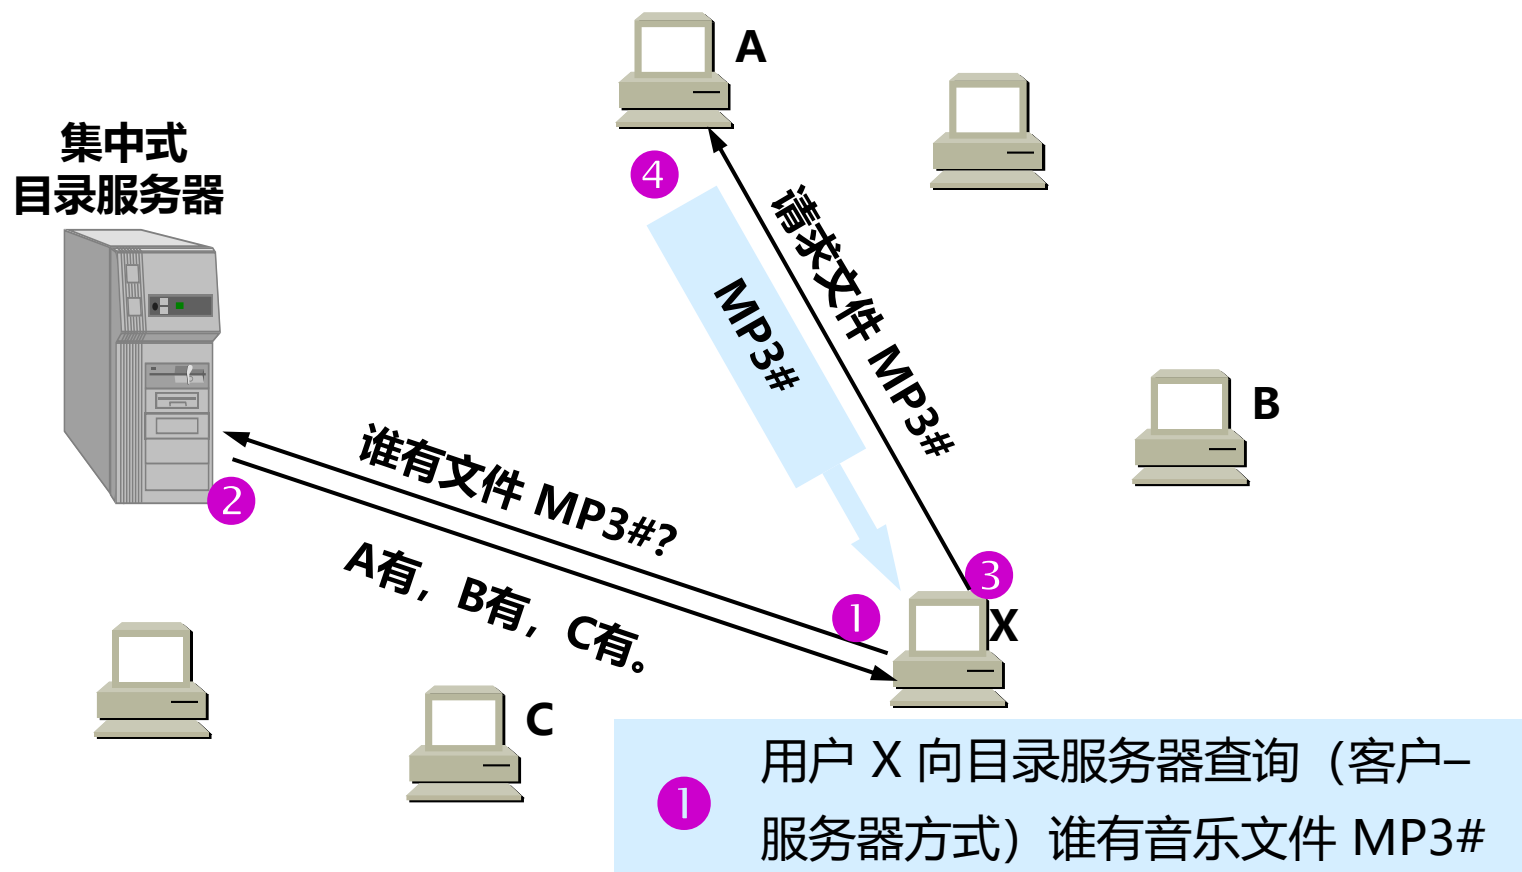 A
集中式
目录服务器
4
请求文件 MP3#
MP3#
B
谁有文件 MP3#?
2
A有，B有，C有。
3
1
X
C
1
用户 X 向目录服务器查询（客户–
服务器方式）谁有音乐文件 MP3#